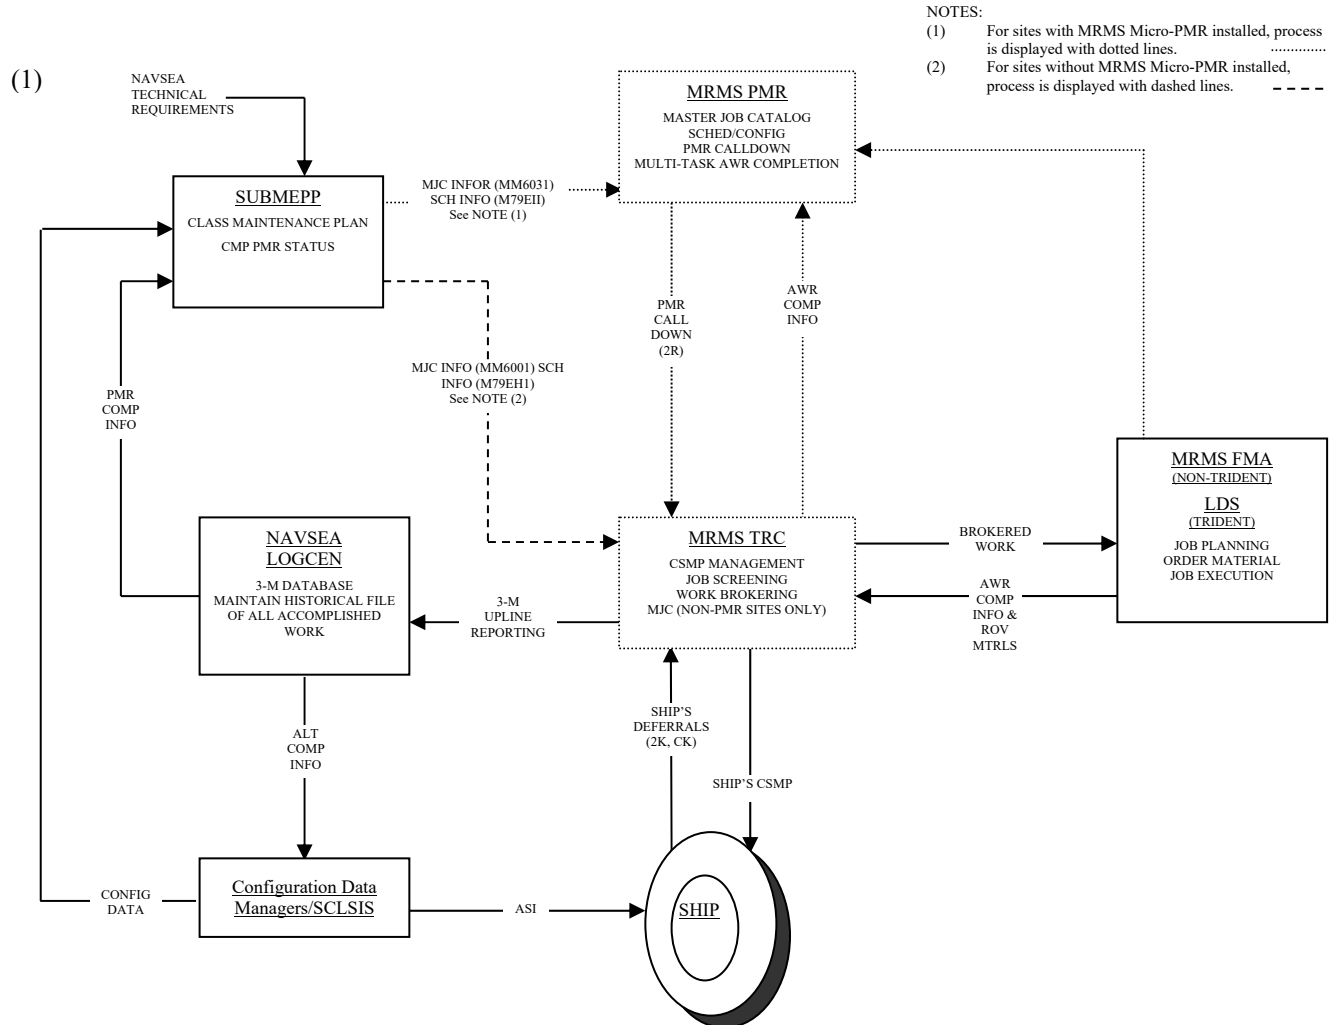 NOTES:
(1) For sites with MRMS Micro-PMR installed, process
is displayed with dotted lines.
(2) For sites without MRMS Micro-PMR installed,
process is displayed with dashed lines.
(1)
NAVSEA
TECHNICAL
REQUIREMENTS
MRMS PMR
MASTER JOB CATALOG
SCHED/CONFIG
PMR CALLDOWN
MULTI-TASK AWR COMPLETION
SUBMEPP
CLASS MAINTENANCE PLAN
CMP PMR STATUS
MJC INFOR (MM6031)
SCH INFO (M79EII)
See NOTE (1)
PMR
CALL
DOWN
(2R)
AWR
COMP
INFO
MJC INFO (MM6001) SCH
INFO (M79EH1)
See NOTE (2)
PMR
COMP
INFO
MRMS FMA
(NON-TRIDENT)
LDS
(TRIDENT)
JOB PLANNING
ORDER MATERIAL
JOB EXECUTION
NAVSEA
LOGCEN
3-M DATABASE
MAINTAIN HISTORICAL FILE
OF ALL ACCOMPLISHED
WORK
MRMS TRC
CSMP MANAGEMENT
JOB SCREENING
WORK BROKERING
MJC (NON-PMR SITES ONLY)
BROKERED
WORK
AWR
COMP
INFO &
ROV
MTRLS
3-M
UPLINE
REPORTING
ALT
COMP
INFO
SHIP'S
DEFERRALS
(2K, CK)
SHIP'S CSMP
CONFIG
DATA
Configuration Data
Managers/SCLSIS
ASI
SHIP